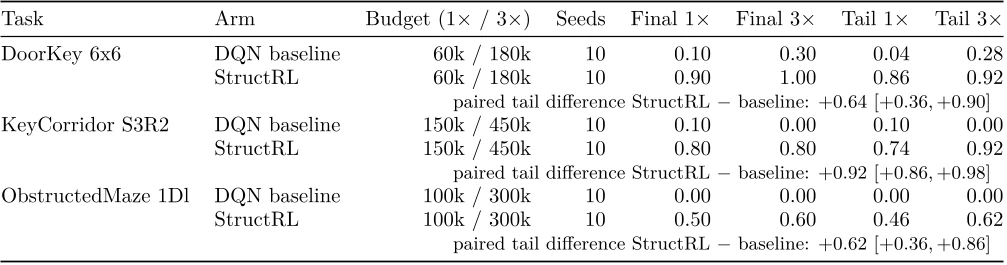 Task Arm Budget (1× / 3×) Seeds Final 1× Final 3× Tail 1× Tail 3×
DoorKey 6x6 DQN baseline 60k / 180k 10 0.10 0.30 0.04 0.28
StructRL 60k / 180k 10 0.90 1.00 0.86 0.92
paired tail difference StructRL − baseline: +0.64 [+0.36, +0.90]
KeyCorridor S3R2 DQN baseline 150k / 450k 10 0.10 0.00 0.10 0.00
StructRL 150k / 450k 10 0.80 0.80 0.74 0.92
paired tail difference StructRL − baseline: +0.92 [+0.86, +0.98]
ObstructedMaze 1Dl DQN baseline 100k / 300k 10 0.00 0.00 0.00 0.00
StructRL 100k / 300k 10 0.50 0.60 0.46 0.62
paired tail difference StructRL − baseline: +0.62 [+0.36, +0.86]